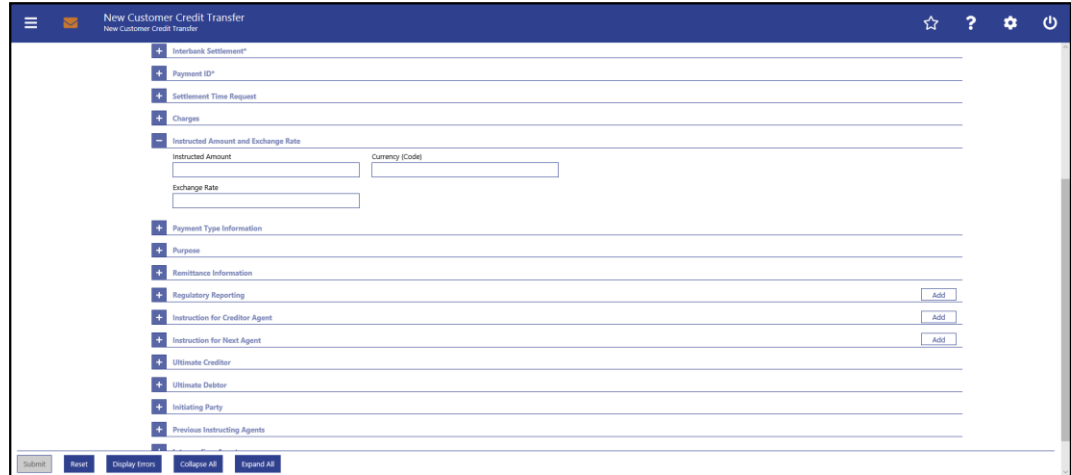 New Customer Credit Transfer
New Customer Credit Transfer
?
Interbank Settlement*
Payment ID*
Settlement Time Request
Charges
Instructed Amount and Exchange Rate
Instructed Amount Currency (Code)
Exchange Rate
Payment Type Information
Purpose
Remittance Information
Regulatory Reporting Add
Instruction for Creditor Agent Add
Instruction for Next Agent Add
Ultimate Creditor
Ultimate Debtor
Initiating Party
Previous Instructing Agents
Submit Reset Display Errors Collapse All Expand All